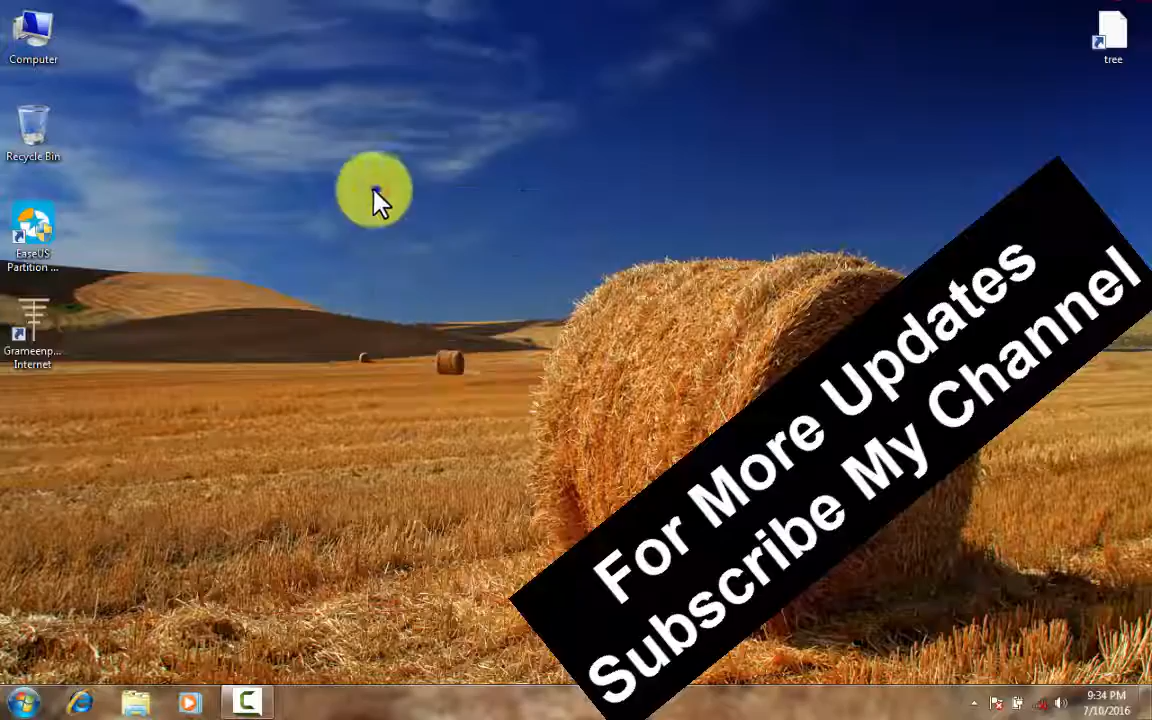 Computer
tree
Recycle Bin
EaseUS
Partition ...
Grameenp...
Internet
For More Updates
Subscribe My Channel
9:34 PM
7/10/2016